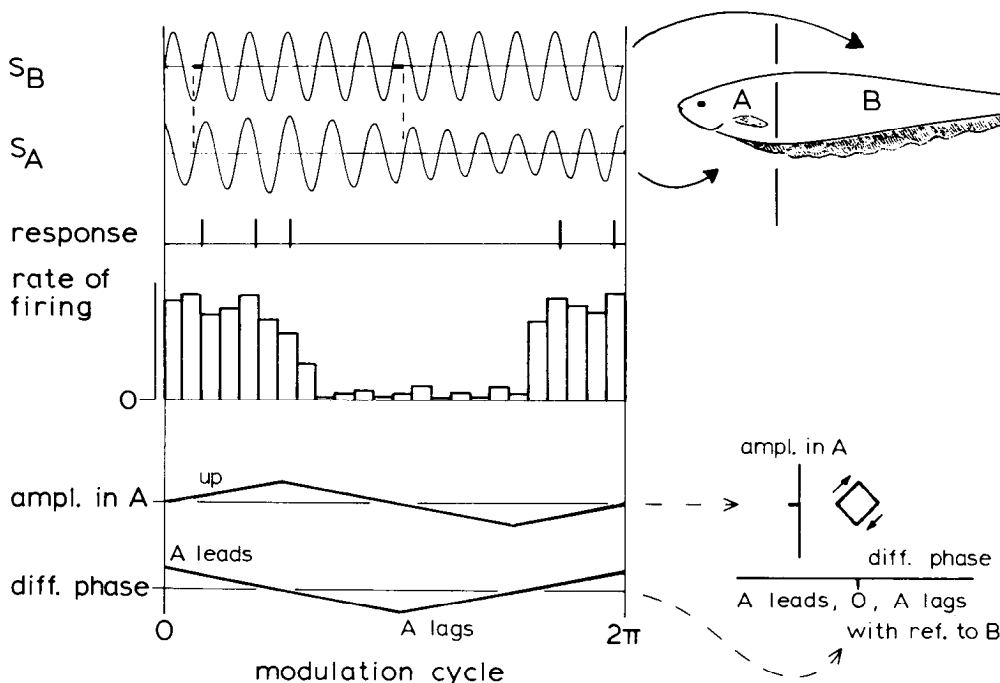 S_B
A
B
S_A
response
rate of
firing
0
ampl. in A
up
A leads
diff. phase
A lags
0
2π
modulation cycle
ampl. in A
diff. phase
A leads, 0, A lags
with ref. to B